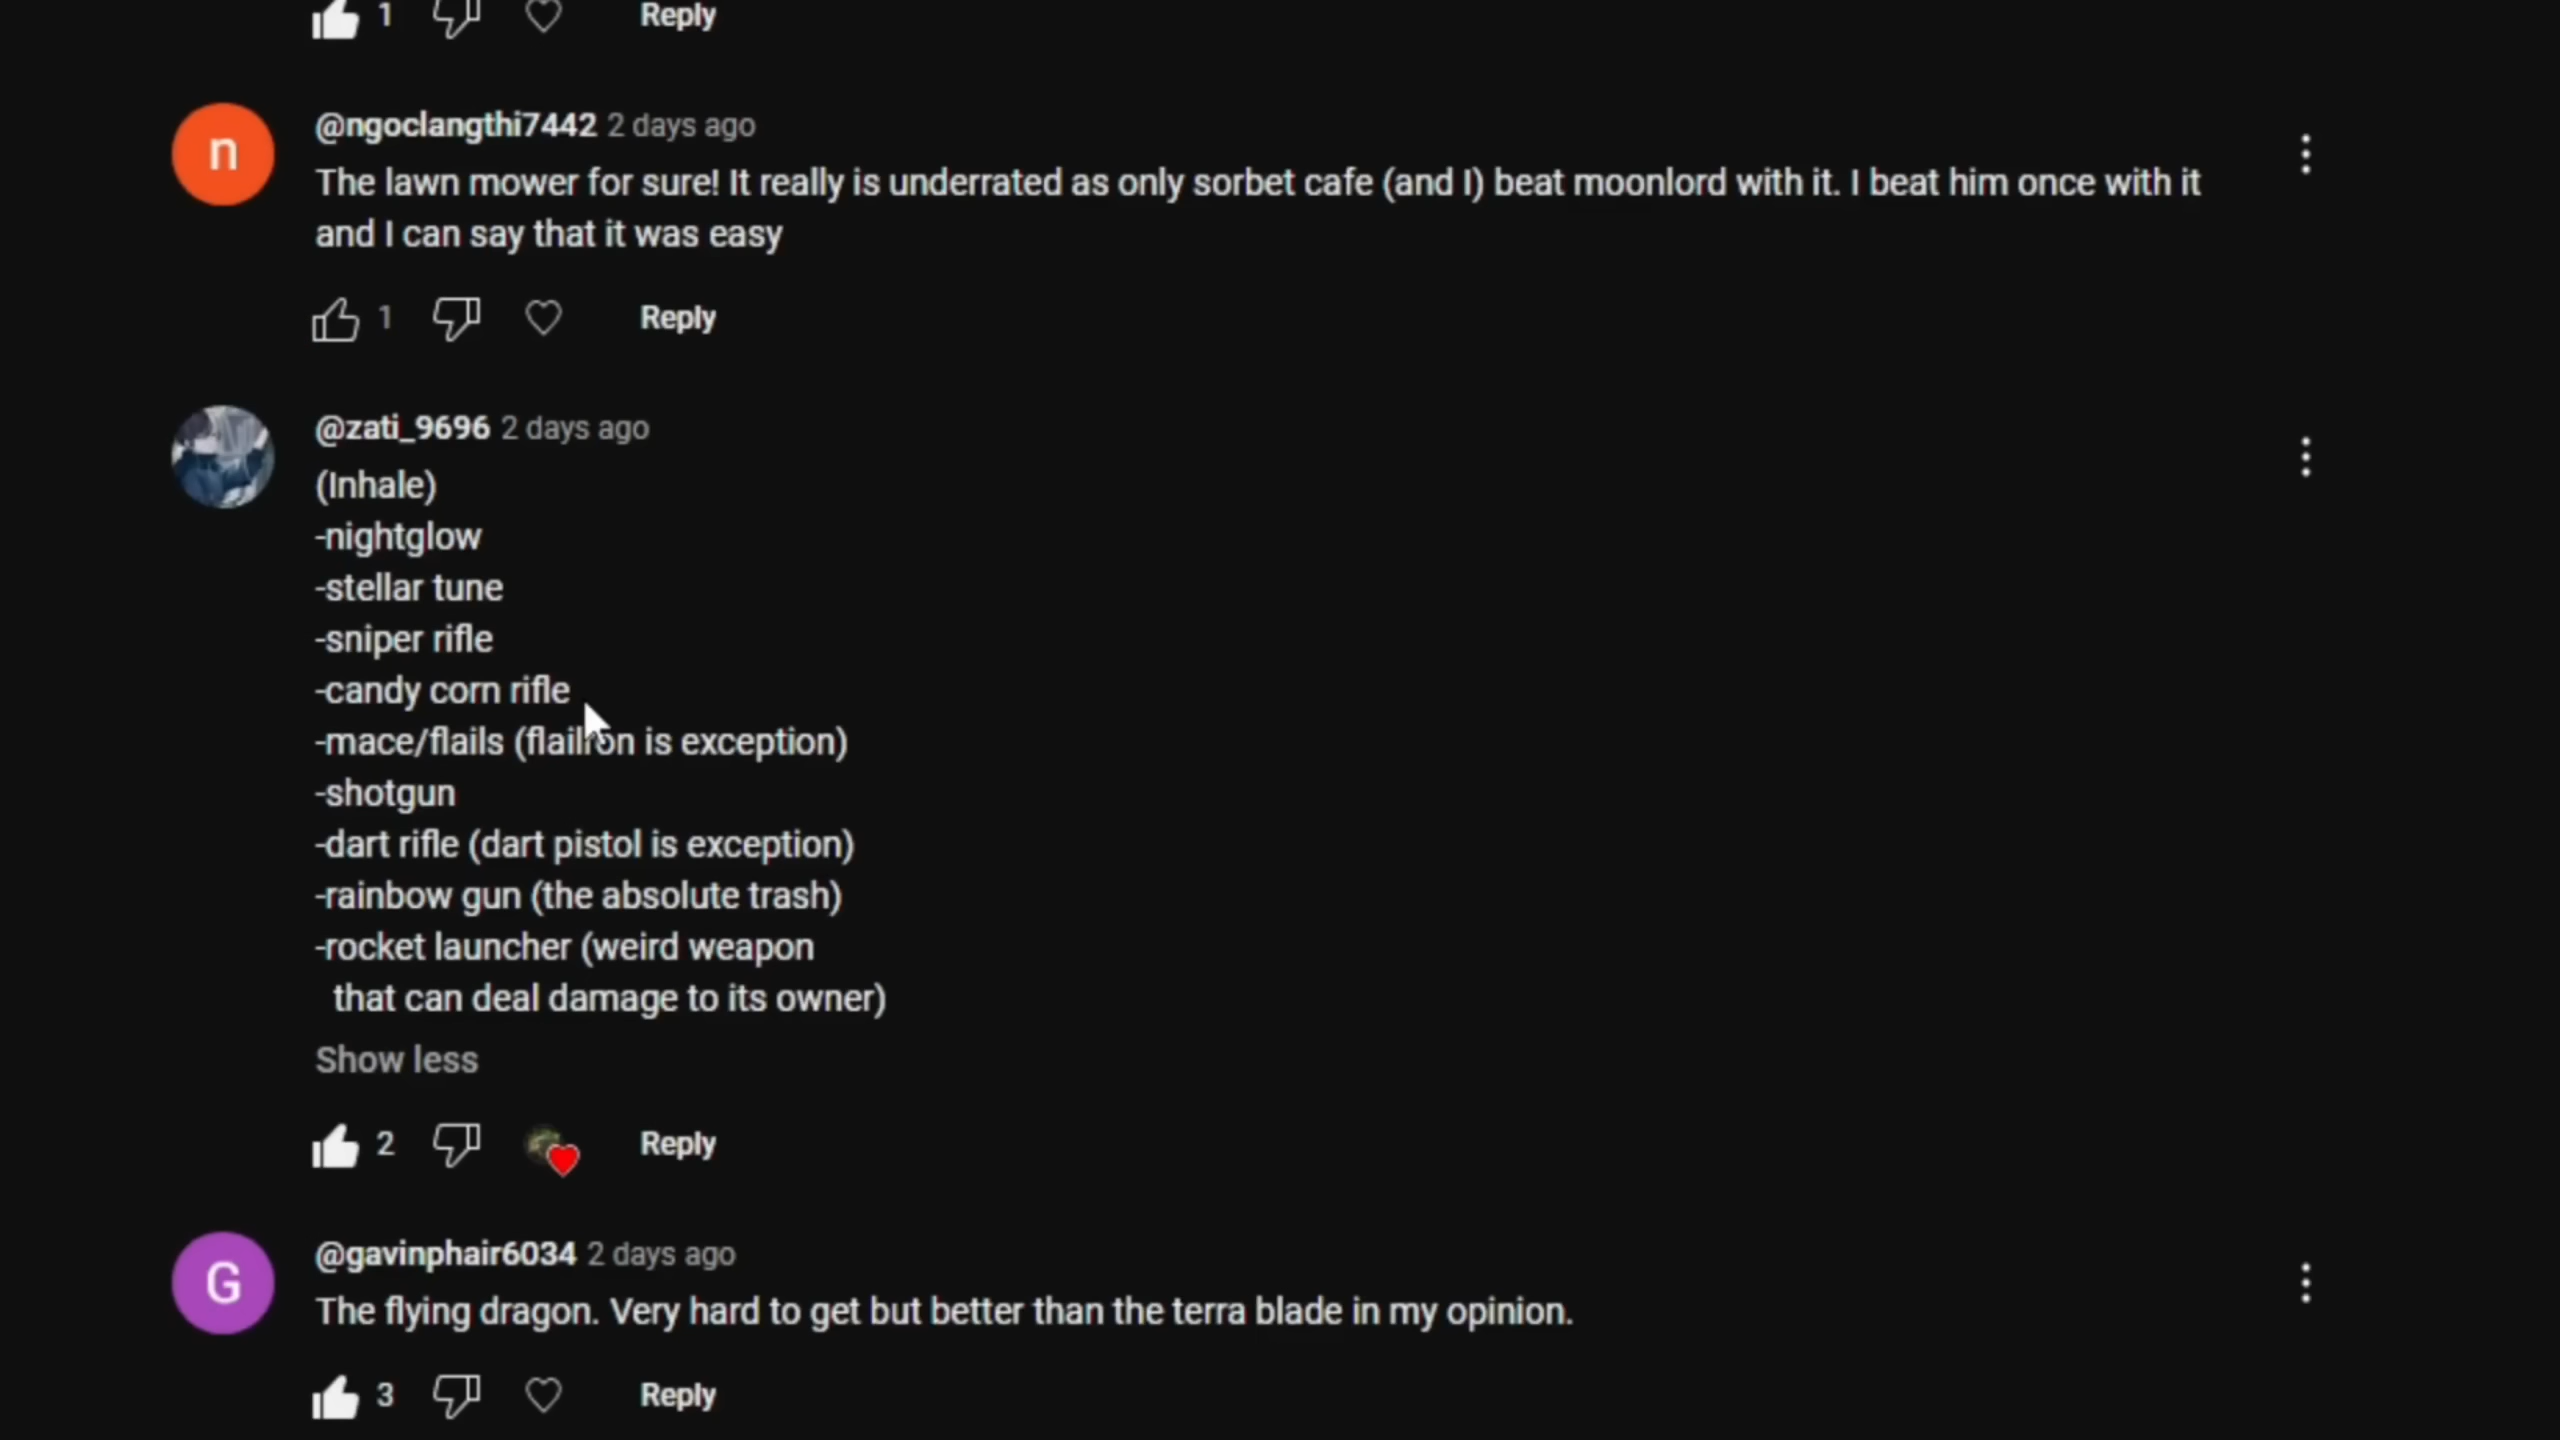 1 Reply
n
@ngoclangthi7442 2 days ago
The lawn mower for sure! It really is underrated as only sorbet cafe (and I) beat moonlord with it. I beat him once with it
and I can say that it was easy
1 Reply
@zati_9696 2 days ago
(Inhale)
-nightglow
-stellar tune
-sniper rifle
-candy corn rifle
-mace/flails (flailron is exception)
-shotgun
-dart rifle (dart pistol is exception)
-rainbow gun (the absolute trash)
-rocket launcher (weird weapon
that can deal damage to its owner)
Show less
2 Reply
G
@gavinphair6034 2 days ago
The flying dragon. Very hard to get but better than the terra blade in my opinion.
3 Reply